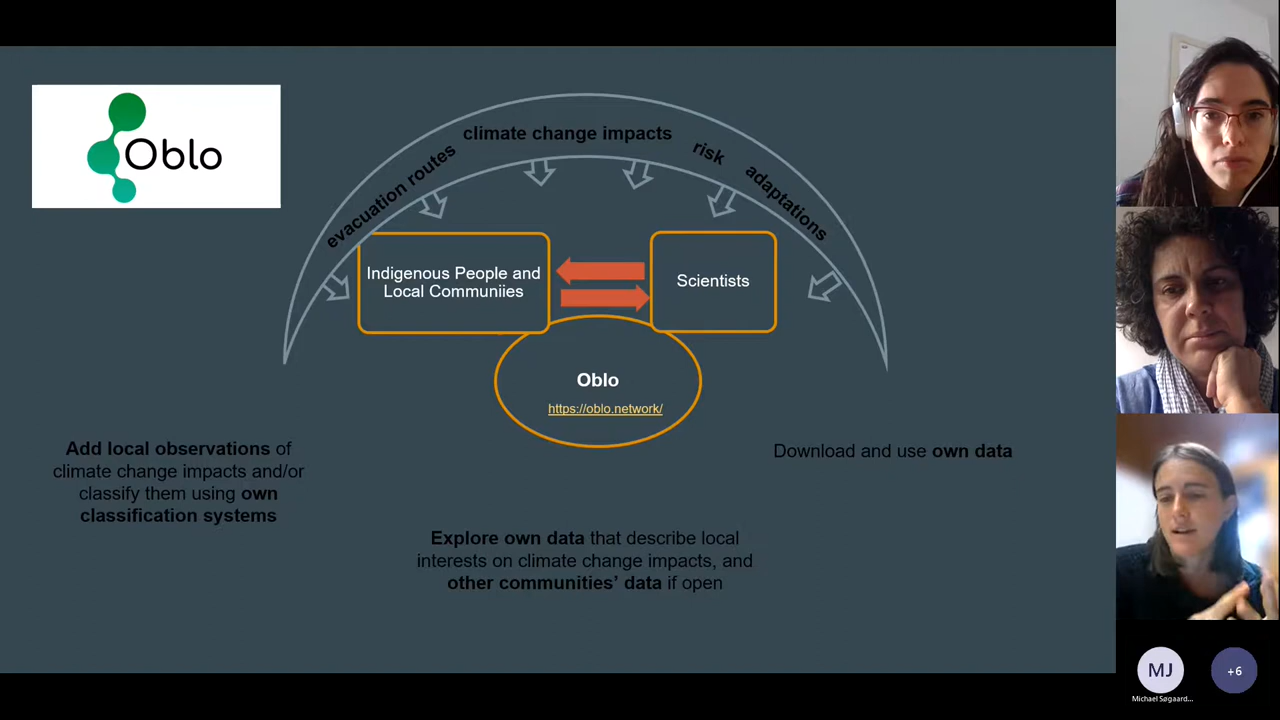 Oblo
climate change impacts
evacuation routes
risk
adaptations
Indigenous People and
Local Communiies
Scientists
Oblo
https://oblo.network/
Add local observations of
climate change impacts and/or
classify them using own
classification systems
Download and use own data
Explore own data that describe local
interests on climate change impacts, and
other communities’ data if open
MJ
+6
Michael Søgaard...